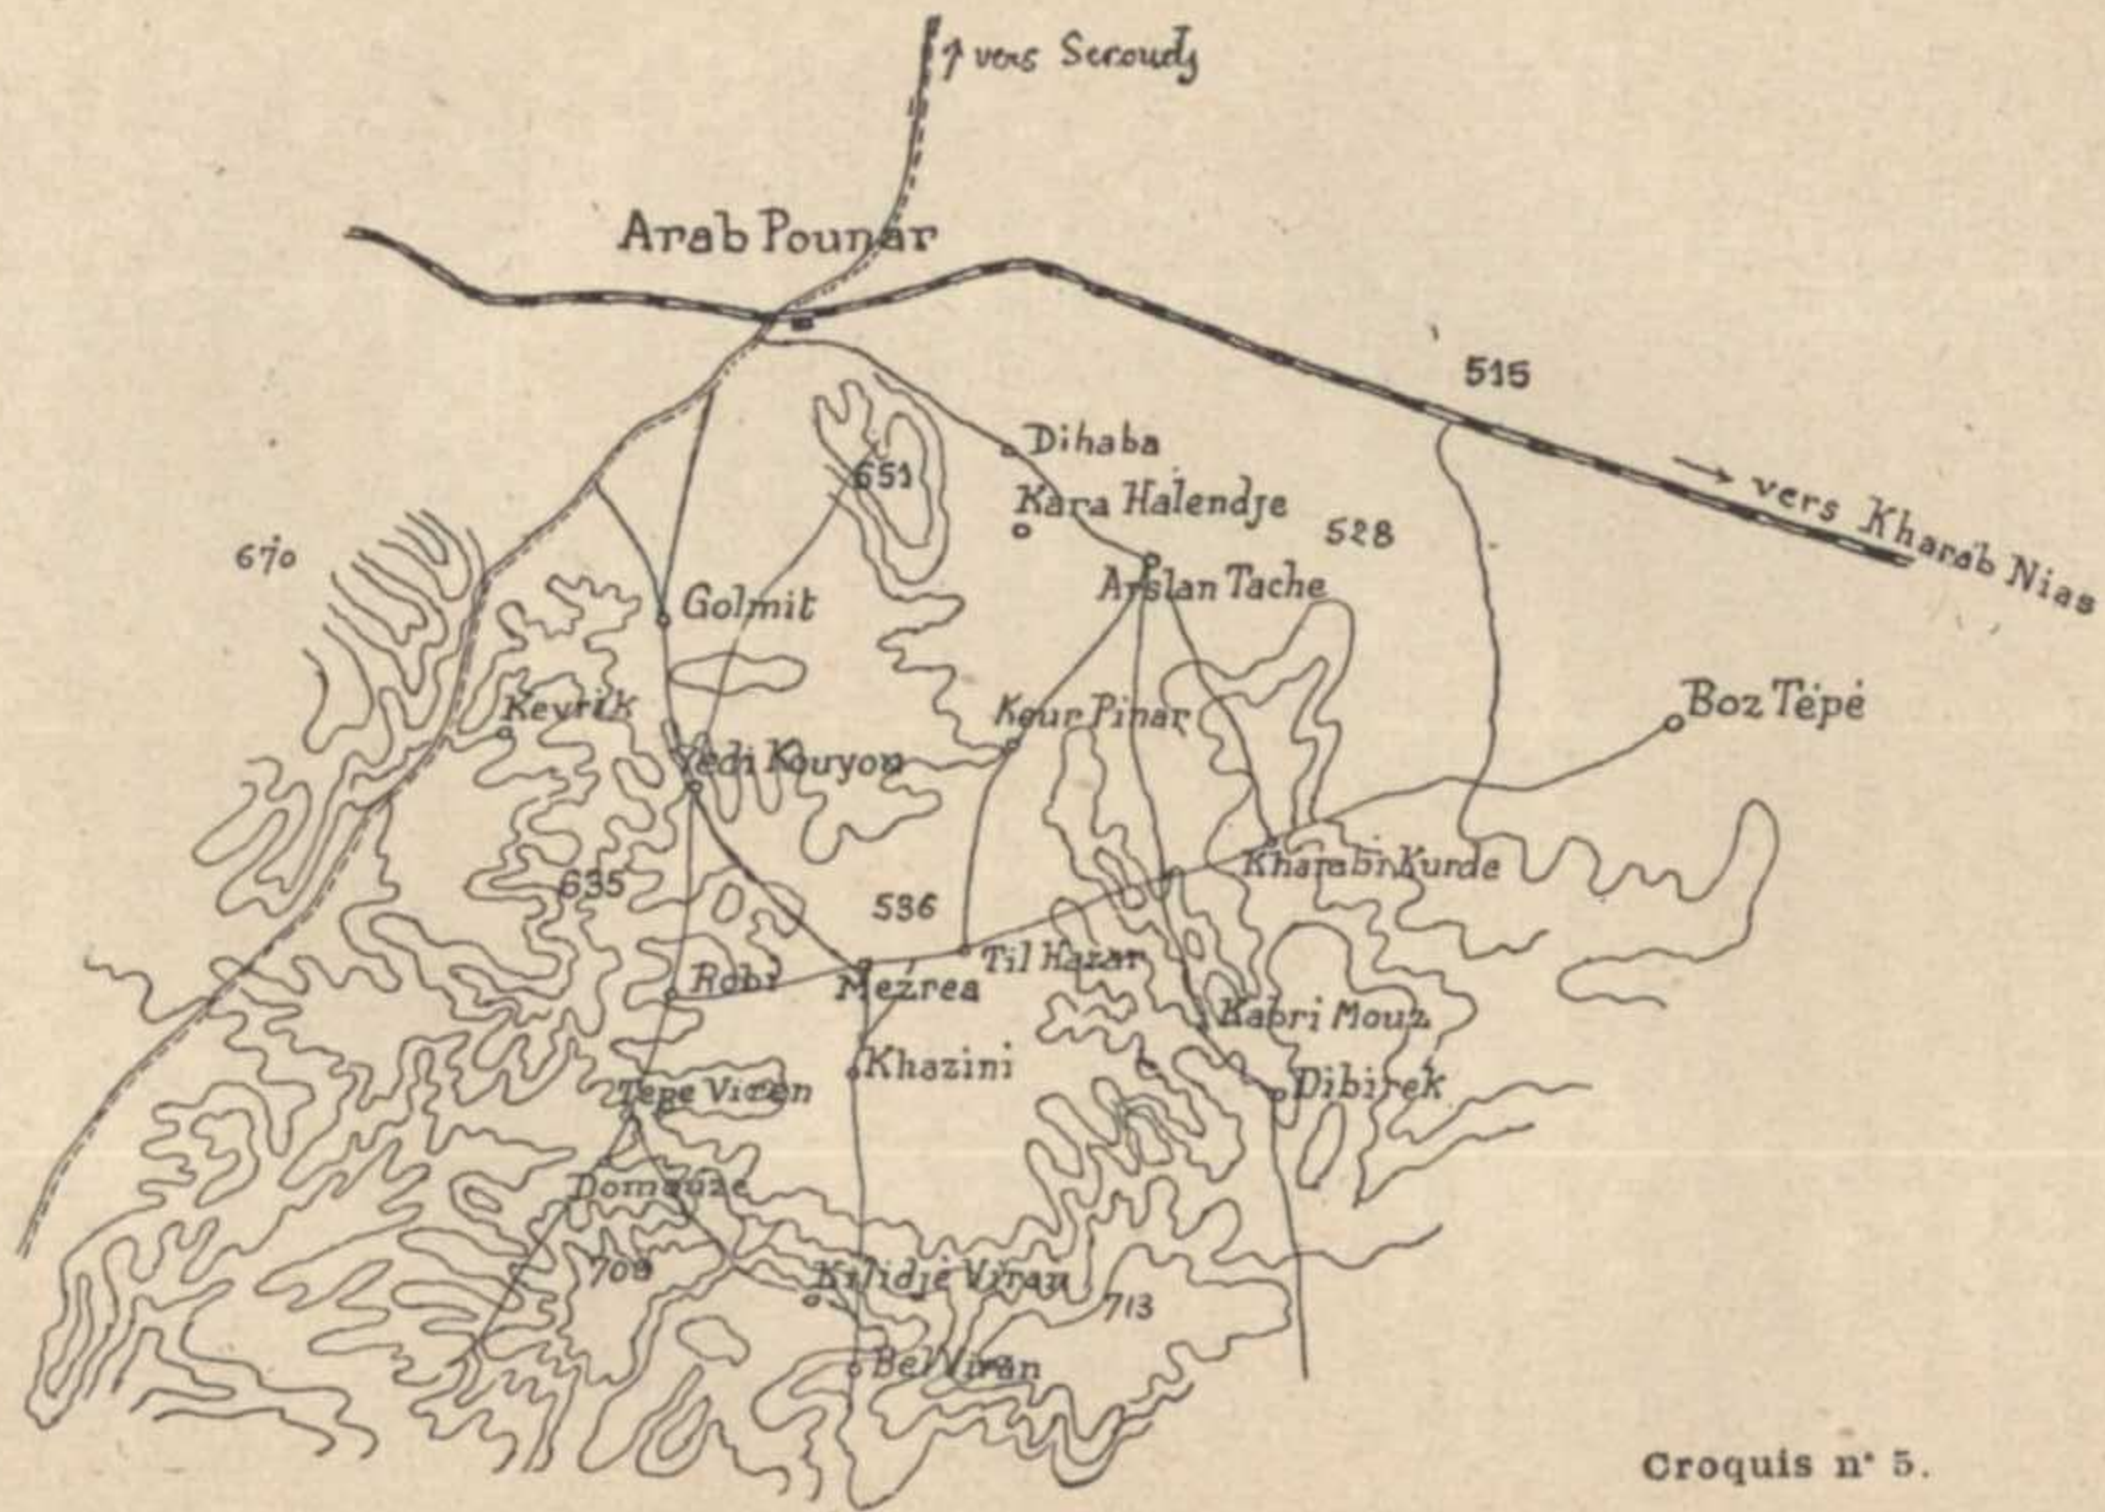 ↑ vers Seroudj
Arab Pounar
515
Dihaba
651
Kara Halendje
528
→ vers Kharab Nias
670
Arslan Tache
Golmit
Kevrik
Keur Pinar
Boz Tépé
Yedi Kouyou
Kharabi Kurde
635
536
Til Hazar
Robi
Mezrea
Kabri Mouz
Khazini
Tepe Viran
Dibirek
Domouze
709
Kilidje Viran
713
Bel Viran
Croquis n° 5.